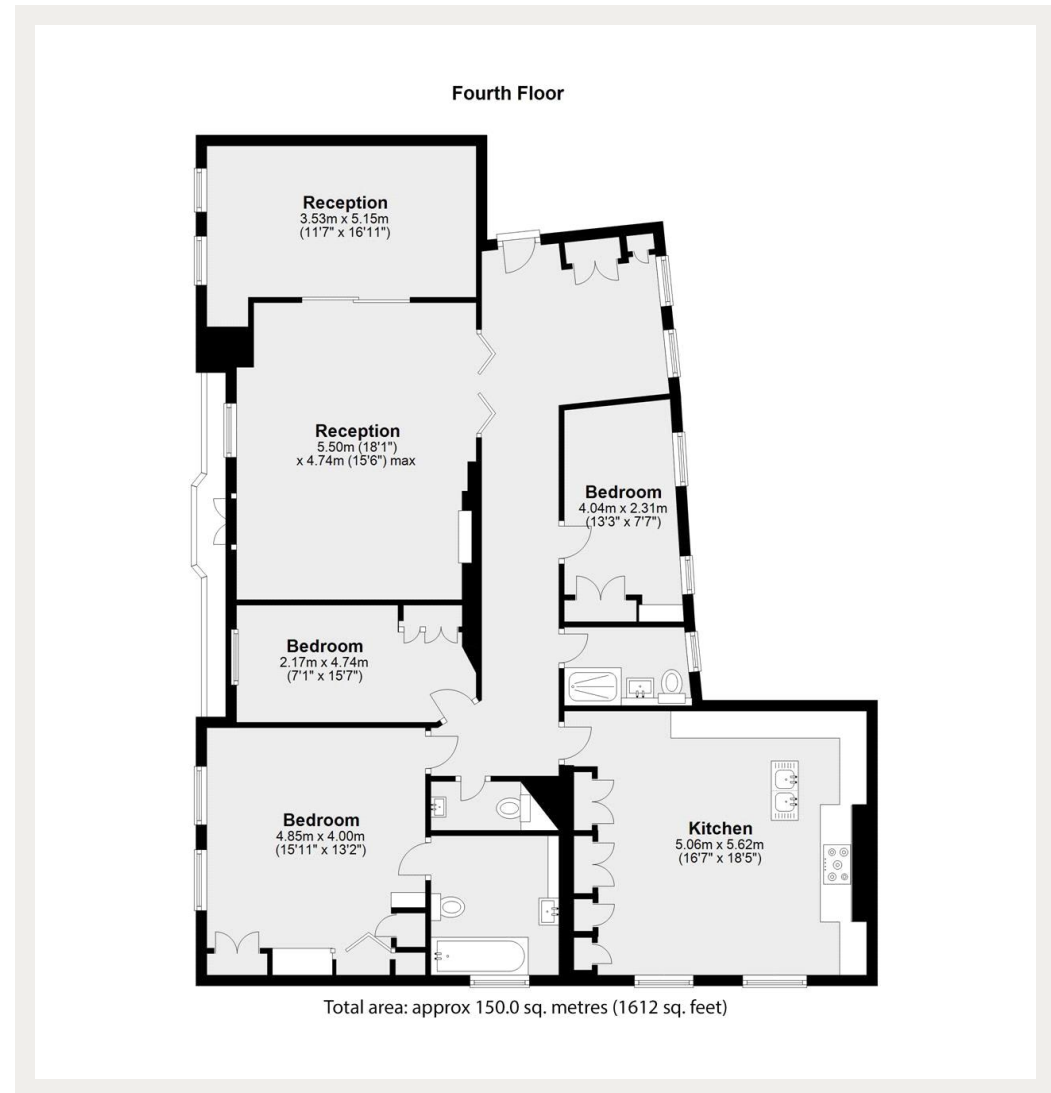 Fourth Floor
Reception
3.53m x 5.15m
(11'7" x 16'11")
Reception
5.50m (18'1")
x 4.74m (15'6") max
Bedroom
4.04m x 2.31m
(13'3" x 7'7")
Bedroom
2.17m x 4.74m
(7'1" x 15'7")
Bedroom
4.85m x 4.00m
(15'11" x 13'2")
Kitchen
5.06m x 5.62m
(16'7" x 18'5")
Total area: approx 150.0 sq. metres (1612 sq. feet)